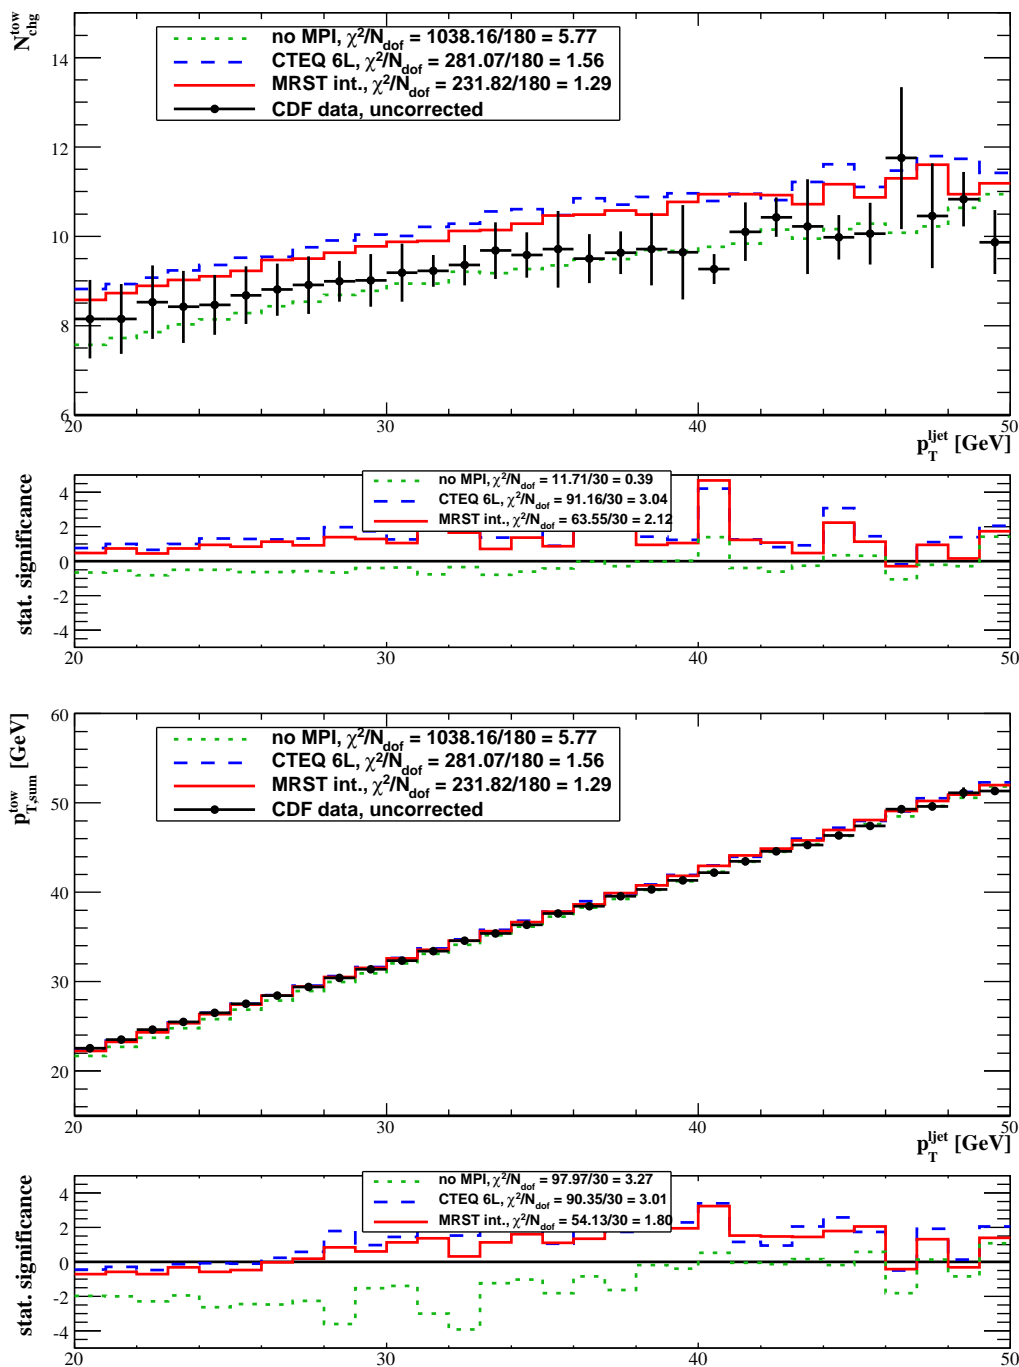 N_chg^tow
14
12
10
8
6
no MPI, χ²/N_dof = 1038.16/180 = 5.77
CTEQ 6L, χ²/N_dof = 281.07/180 = 1.56
MRST int., χ²/N_dof = 231.82/180 = 1.29
CDF data, uncorrected
20 30 40 50
p_T^ljet [GeV]
stat. significance
4
2
0
-2
-4
no MPI, χ²/N_dof = 11.71/30 = 0.39
CTEQ 6L, χ²/N_dof = 91.16/30 = 3.04
MRST int., χ²/N_dof = 63.55/30 = 2.12
20 30 40 50
p_T,sum^tow [GeV]
60
50
40
30
20
no MPI, χ²/N_dof = 1038.16/180 = 5.77
CTEQ 6L, χ²/N_dof = 281.07/180 = 1.56
MRST int., χ²/N_dof = 231.82/180 = 1.29
CDF data, uncorrected
20 30 40 50
p_T^ljet [GeV]
stat. significance
4
2
0
-2
-4
no MPI, χ²/N_dof = 97.97/30 = 3.27
CTEQ 6L, χ²/N_dof = 90.35/30 = 3.01
MRST int., χ²/N_dof = 54.13/30 = 1.80
20 30 40 50